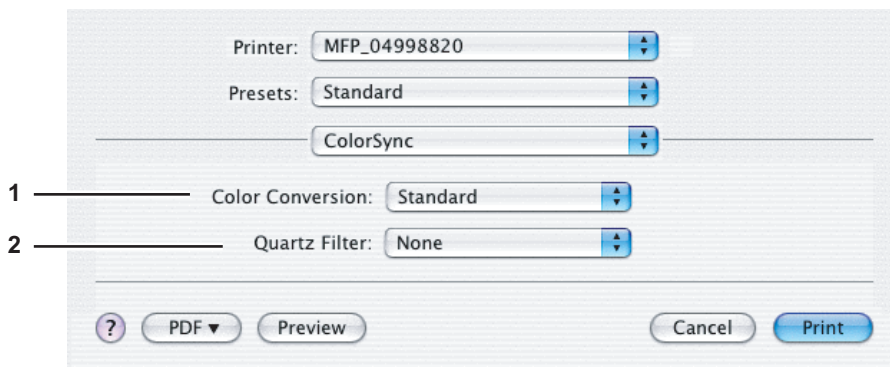 Printer: MFP_04998820
Presets: Standard
ColorSync
1 Color Conversion: Standard
2 Quartz Filter: None
? PDF▼ Preview Cancel Print